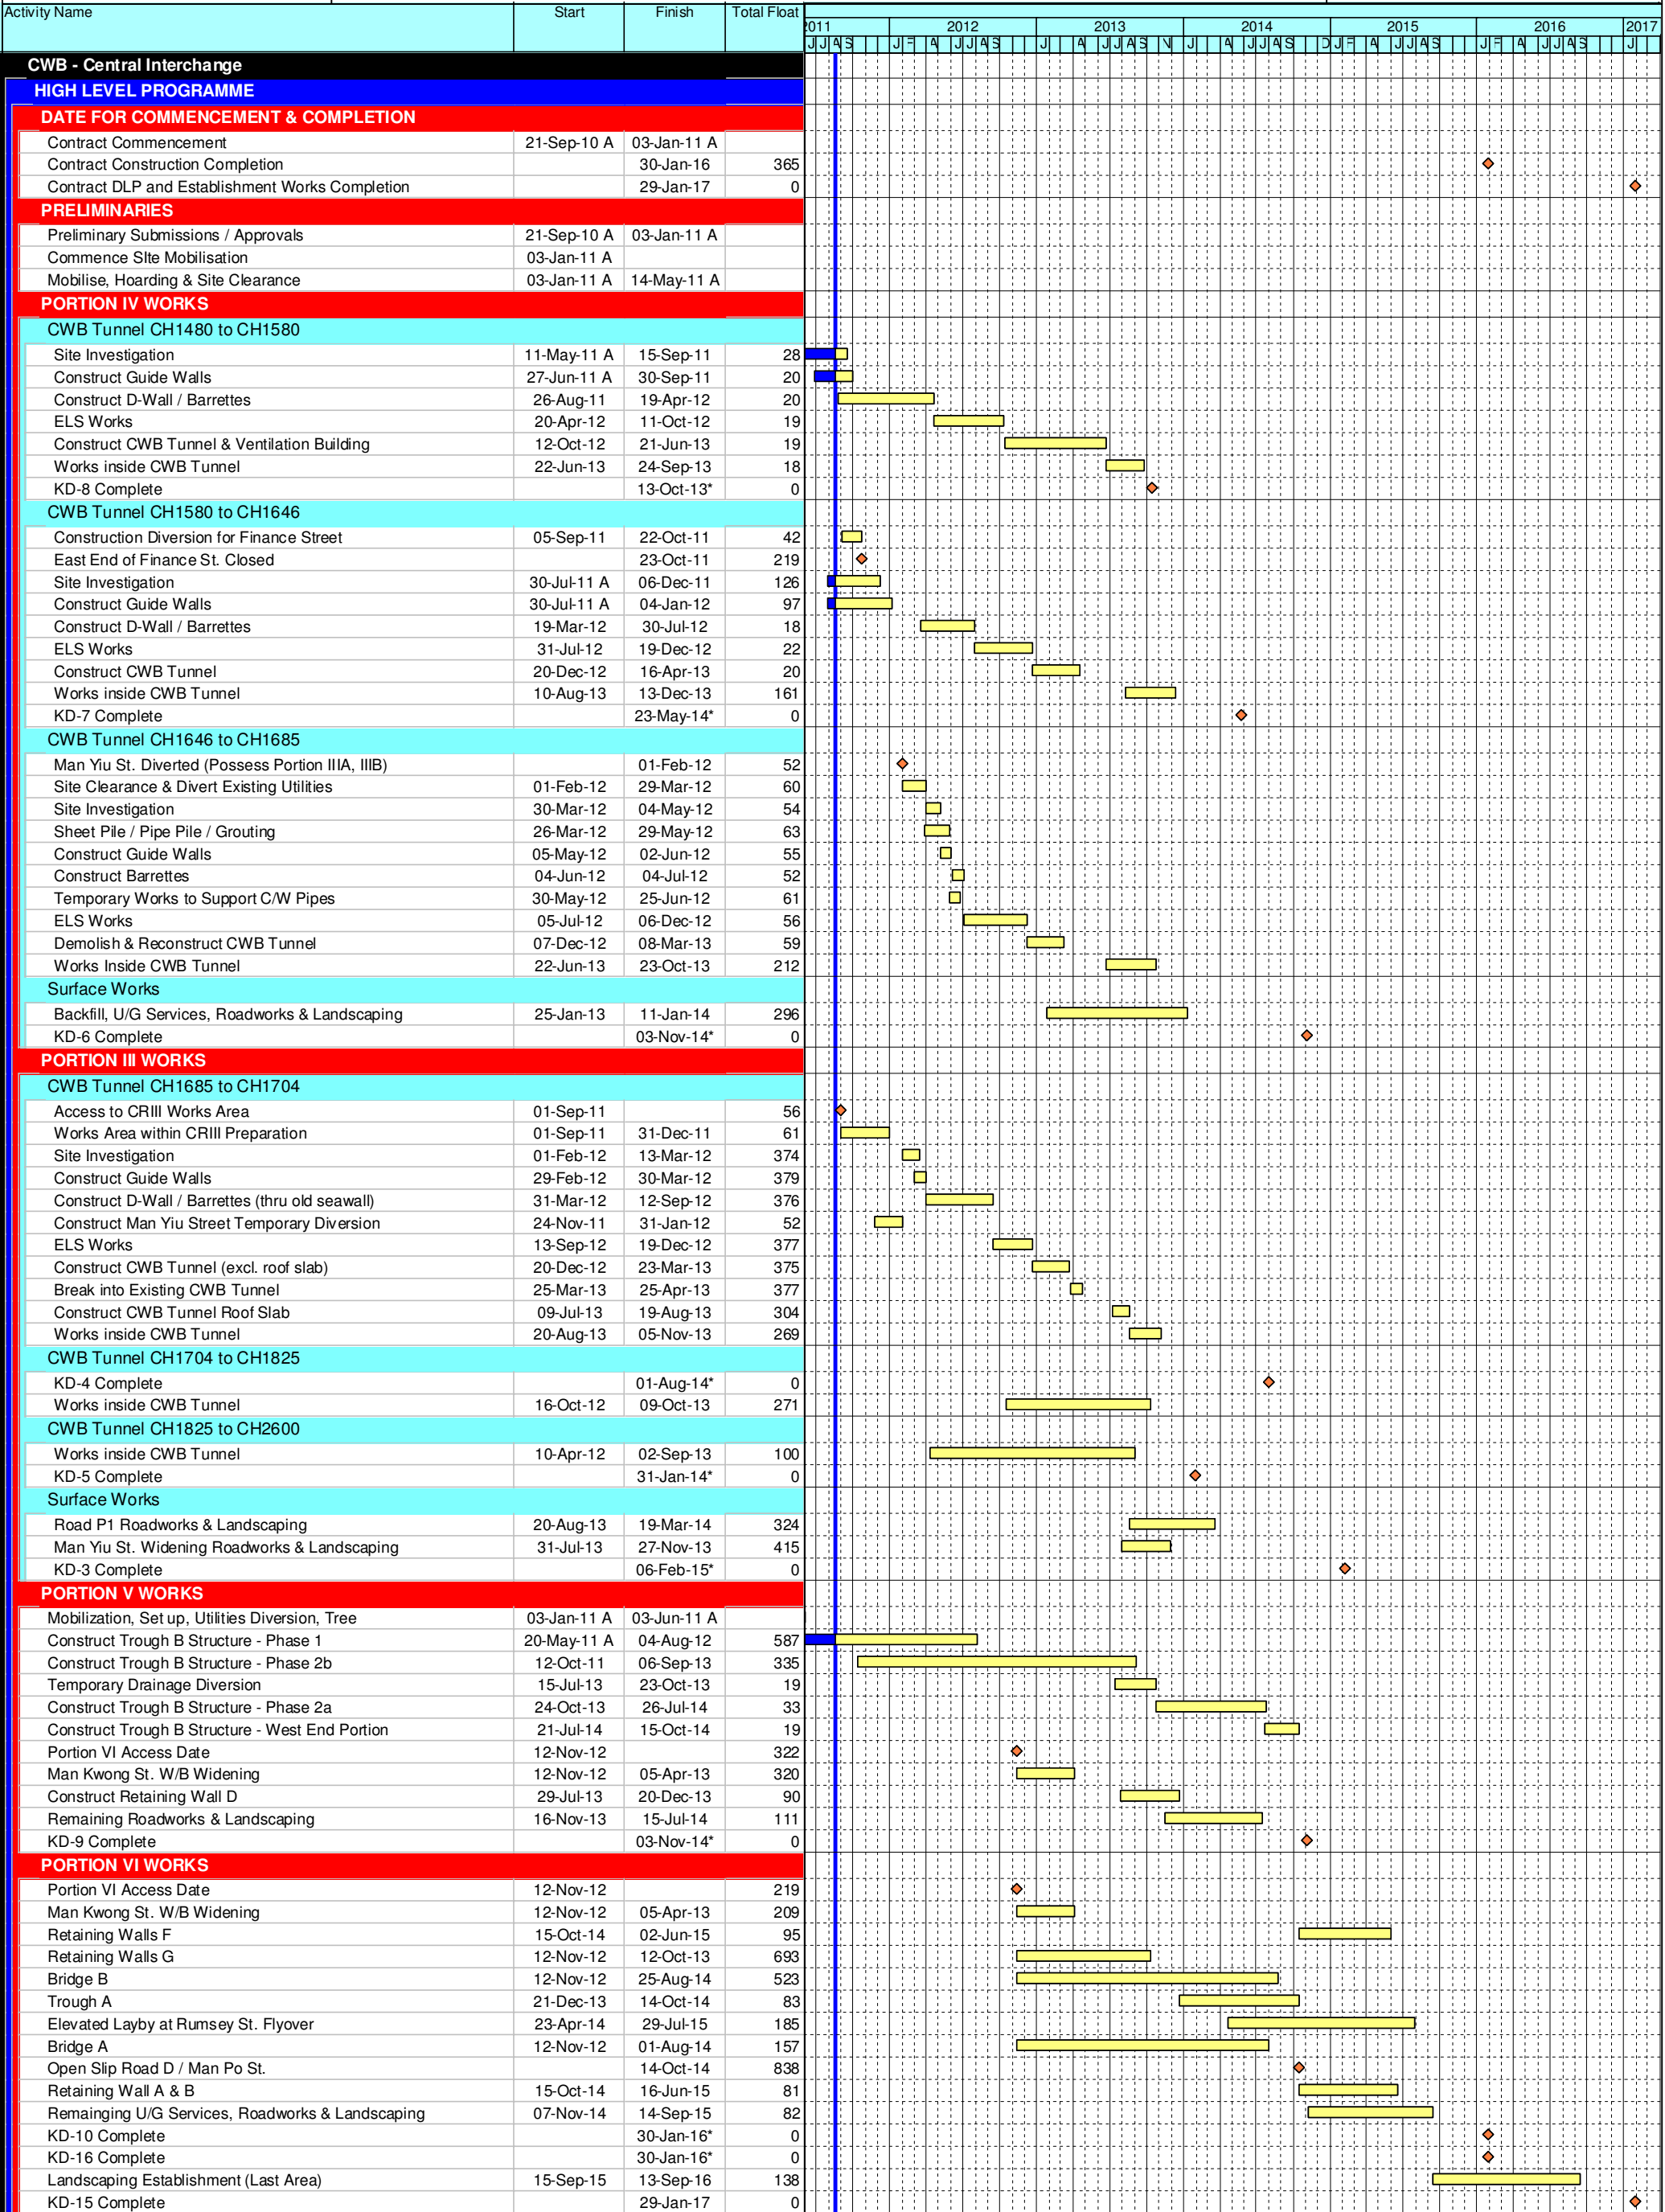 Activity Name Start Finish Total Float 2011 2012 2013 2014 2015 2016 2017
J J A S J F A J J A S J A J A S N J A J J A S D J F A J J A S J F A J J A S J
CWB - Central Interchange
HIGH LEVEL PROGRAMME
DATE FOR COMMENCEMENT & COMPLETION
Contract Commencement 21-Sep-10 A 03-Jan-11 A
Contract Construction Completion 30-Jan-16 365
Contract DLP and Establishment Works Completion 29-Jan-17 0
PRELIMINARIES
Preliminary Submissions / Approvals 21-Sep-10 A 03-Jan-11 A
Commence SIte Mobilisation 03-Jan-11 A
Mobilise, Hoarding & Site Clearance 03-Jan-11 A 14-May-11 A
PORTION IV WORKS
CWB Tunnel CH1480 to CH1580
Site Investigation 11-May-11 A 15-Sep-11 28
Construct Guide Walls 27-Jun-11 A 30-Sep-11 20
Construct D-Wall / Barrettes 26-Aug-11 19-Apr-12 20
ELS Works 20-Apr-12 11-Oct-12 19
Construct CWB Tunnel & Ventilation Building 12-Oct-12 21-Jun-13 19
Works inside CWB Tunnel 22-Jun-13 24-Sep-13 18
KD-8 Complete 13-Oct-13* 0
CWB Tunnel CH1580 to CH1646
Construction Diversion for Finance Street 05-Sep-11 22-Oct-11 42
East End of Finance St. Closed 23-Oct-11 219
Site Investigation 30-Jul-11 A 06-Dec-11 126
Construct Guide Walls 30-Jul-11 A 04-Jan-12 97
Construct D-Wall / Barrettes 19-Mar-12 30-Jul-12 18
ELS Works 31-Jul-12 19-Dec-12 22
Construct CWB Tunnel 20-Dec-12 16-Apr-13 20
Works inside CWB Tunnel 10-Aug-13 13-Dec-13 161
KD-7 Complete 23-May-14* 0
CWB Tunnel CH1646 to CH1685
Man Yiu St. Diverted (Possess Portion IIIA, IIIB) 01-Feb-12 52
Site Clearance & Divert Existing Utilities 01-Feb-12 29-Mar-12 60
Site Investigation 30-Mar-12 04-May-12 54
Sheet Pile / Pipe Pile / Grouting 26-Mar-12 29-May-12 63
Construct Guide Walls 05-May-12 02-Jun-12 55
Construct Barrettes 04-Jun-12 04-Jul-12 52
Temporary Works to Support C/W Pipes 30-May-12 25-Jun-12 61
ELS Works 05-Jul-12 06-Dec-12 56
Demolish & Reconstruct CWB Tunnel 07-Dec-12 08-Mar-13 59
Works Inside CWB Tunnel 22-Jun-13 23-Oct-13 212
Surface Works
Backfill, U/G Services, Roadworks & Landscaping 25-Jan-13 11-Jan-14 296
KD-6 Complete 03-Nov-14* 0
PORTION III WORKS
CWB Tunnel CH1685 to CH1704
Access to CRIII Works Area 01-Sep-11 56
Works Area within CRIII Preparation 01-Sep-11 31-Dec-11 61
Site Investigation 01-Feb-12 13-Mar-12 374
Construct Guide Walls 29-Feb-12 30-Mar-12 379
Construct D-Wall / Barrettes (thru old seawall) 31-Mar-12 12-Sep-12 376
Construct Man Yiu Street Temporary Diversion 24-Nov-11 31-Jan-12 52
ELS Works 13-Sep-12 19-Dec-12 377
Construct CWB Tunnel (excl. roof slab) 20-Dec-12 23-Mar-13 375
Break into Existing CWB Tunnel 25-Mar-13 25-Apr-13 377
Construct CWB Tunnel Roof Slab 09-Jul-13 19-Aug-13 304
Works inside CWB Tunnel 20-Aug-13 05-Nov-13 269
CWB Tunnel CH1704 to CH1825
KD-4 Complete 01-Aug-14* 0
Works inside CWB Tunnel 16-Oct-12 09-Oct-13 271
CWB Tunnel CH1825 to CH2600
Works inside CWB Tunnel 10-Apr-12 02-Sep-13 100
KD-5 Complete 31-Jan-14* 0
Surface Works
Road P1 Roadworks & Landscaping 20-Aug-13 19-Mar-14 324
Man Yiu St. Widening Roadworks & Landscaping 31-Jul-13 27-Nov-13 415
KD-3 Complete 06-Feb-15* 0
PORTION V WORKS
Mobilization, Set up, Utilities Diversion, Tree 03-Jan-11 A 03-Jun-11 A
Construct Trough B Structure - Phase 1 20-May-11 A 04-Aug-12 587
Construct Trough B Structure - Phase 2b 12-Oct-11 06-Sep-13 335
Temporary Drainage Diversion 15-Jul-13 23-Oct-13 19
Construct Trough B Structure - Phase 2a 24-Oct-13 26-Jul-14 33
Construct Trough B Structure - West End Portion 21-Jul-14 15-Oct-14 19
Portion VI Access Date 12-Nov-12 322
Man Kwong St. W/B Widening 12-Nov-12 05-Apr-13 320
Construct Retaining Wall D 29-Jul-13 20-Dec-13 90
Remaining Roadworks & Landscaping 16-Nov-13 15-Jul-14 111
KD-9 Complete 03-Nov-14* 0
PORTION VI WORKS
Portion VI Access Date 12-Nov-12 219
Man Kwong St. W/B Widening 12-Nov-12 05-Apr-13 209
Retaining Walls F 15-Oct-14 02-Jun-15 95
Retaining Walls G 12-Nov-12 12-Oct-13 693
Bridge B 12-Nov-12 25-Aug-14 523
Trough A 21-Dec-13 14-Oct-14 83
Elevated Layby at Rumsey St. Flyover 23-Apr-14 29-Jul-15 185
Bridge A 12-Nov-12 01-Aug-14 157
Open Slip Road D / Man Po St. 14-Oct-14 838
Retaining Wall A & B 15-Oct-14 16-Jun-15 81
Remainging U/G Services, Roadworks & Landscaping 07-Nov-14 14-Sep-15 82
KD-10 Complete 30-Jan-16* 0
KD-16 Complete 30-Jan-16* 0
Landscaping Establishment (Last Area) 15-Sep-15 13-Sep-16 138
KD-15 Complete 29-Jan-17 0